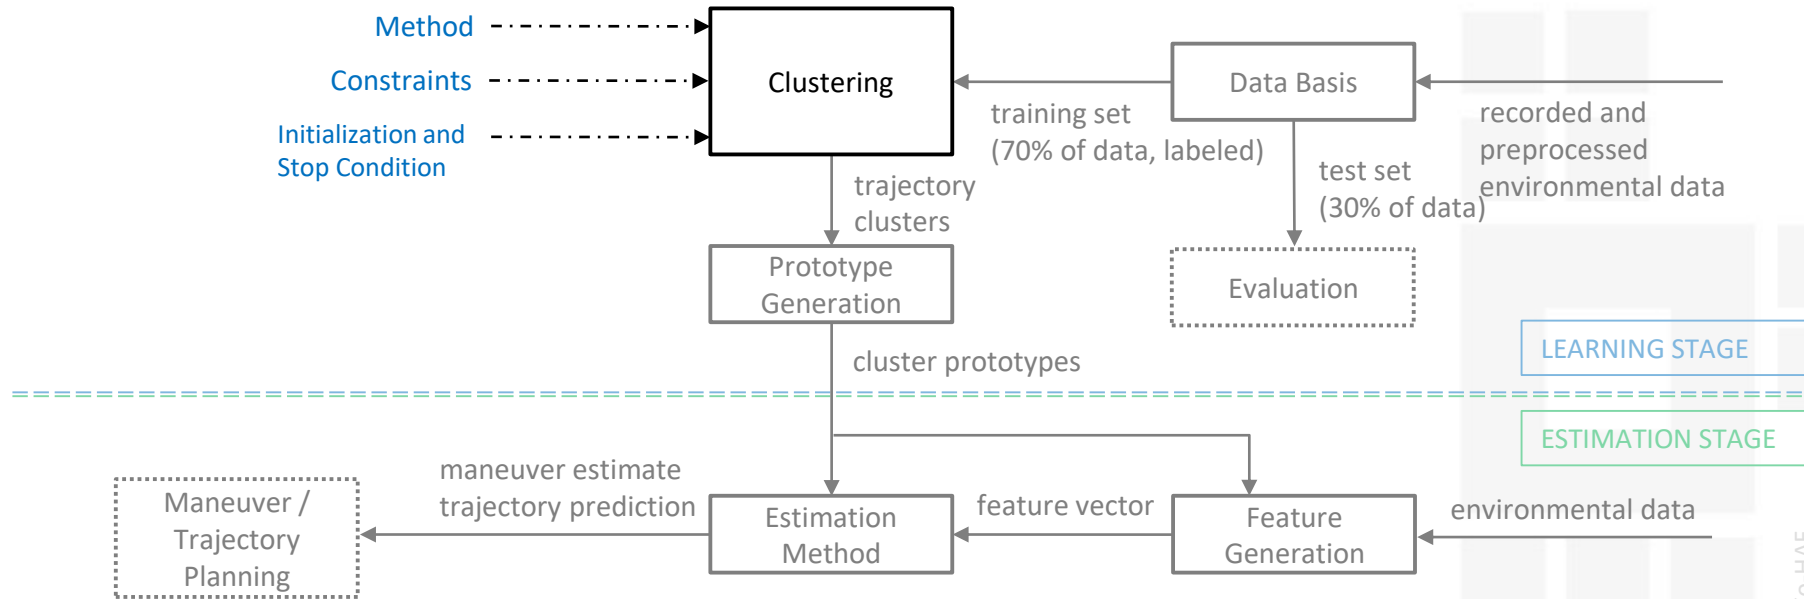 Method
Constraints
Initialization and
Stop Condition
Clustering
Data Basis
training set
(70% of data, labeled)
recorded and
preprocessed
environmental data
test set
(30% of data)
trajectory
clusters
Prototype
Generation
Evaluation
LEARNING STAGE
cluster prototypes
ESTIMATION STAGE
maneuver estimate
trajectory prediction
Maneuver /
Trajectory
Planning
Estimation
Method
feature vector
Feature
Generation
environmental data